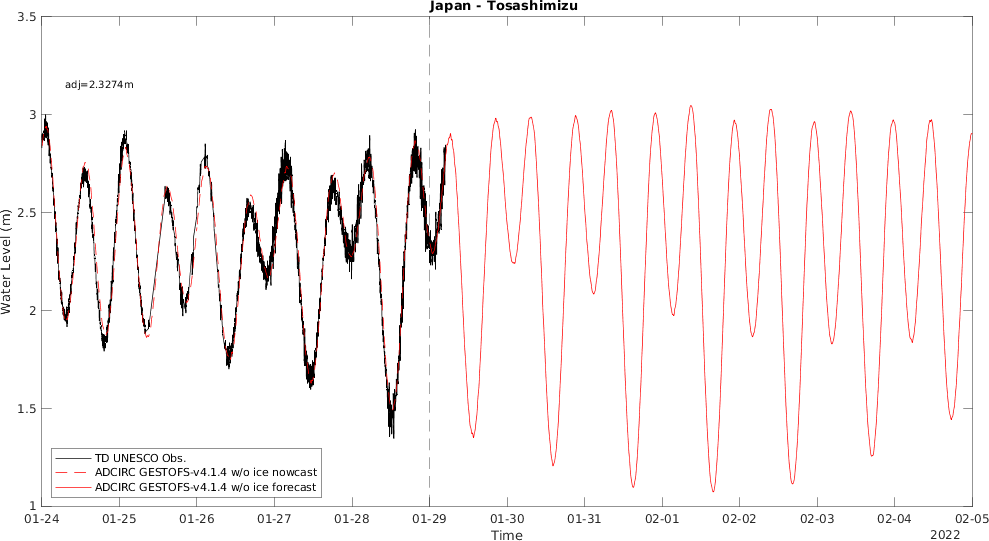 Japan - Tosashimizu
3.5
adj=2.3274m
3
2.5
Water Level (m)
2
1.5
TD UNESCO Obs.
ADCIRC GESTOFS-v4.1.4 w/o ice nowcast
ADCIRC GESTOFS-v4.1.4 w/o ice forecast
1
01-24 01-25 01-26 01-27 01-28 01-29 01-30 01-31 02-01 02-02 02-03 02-04 02-05
Time 2022